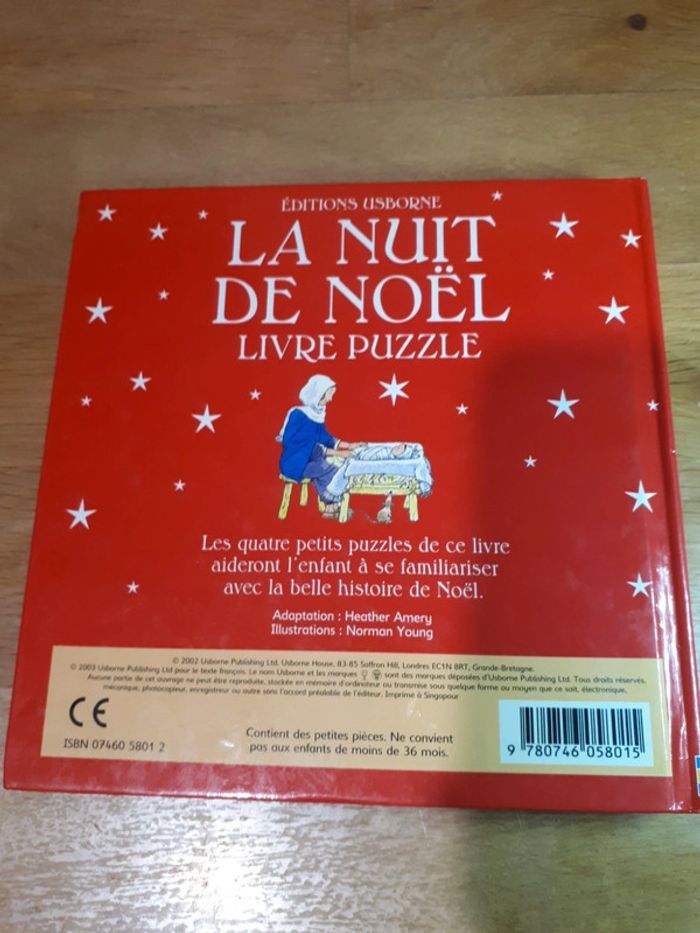 ÉDITIONS USBORNE
LA NUIT
DE NOËL
LIVRE PUZZLE
Les quatre petits puzzles de ce livre
aideront l'enfant à se familiariser
avec la belle histoire de Noël.
Adaptation : Heather Amery
Illustrations : Norman Young
© 2002 Usborne Publishing Ltd. Usborne House, 83-85 Saffron Hill, Londres EC1N 8RT, Grande-Bretagne.
© 2003 Usborne Publishing Ltd pour le texte français. Le nom Usborne et les marques sont des marques déposées d'Usborne Publishing Ltd. Tous droits réservés.
Aucune partie de cet ouvrage ne peut être reproduite, stockée en mémoire d'ordinateur ou transmise sous quelque forme ou moyen que ce soit, électronique,
mécanique, photocopieur, enregistreur ou autre sans l'accord préalable de l'éditeur. Imprimé à Singapour
CE
ISBN 07460 5801 2
Contient des petites pièces. Ne convient
pas aux enfants de moins de 36 mois.
9 780746 058015